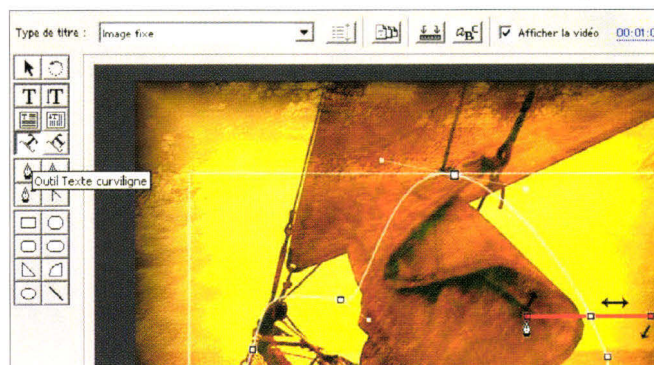 Type de titre : Image fixe Afficher la vidéo 00:01:0
T T
Outil Texte curviligne